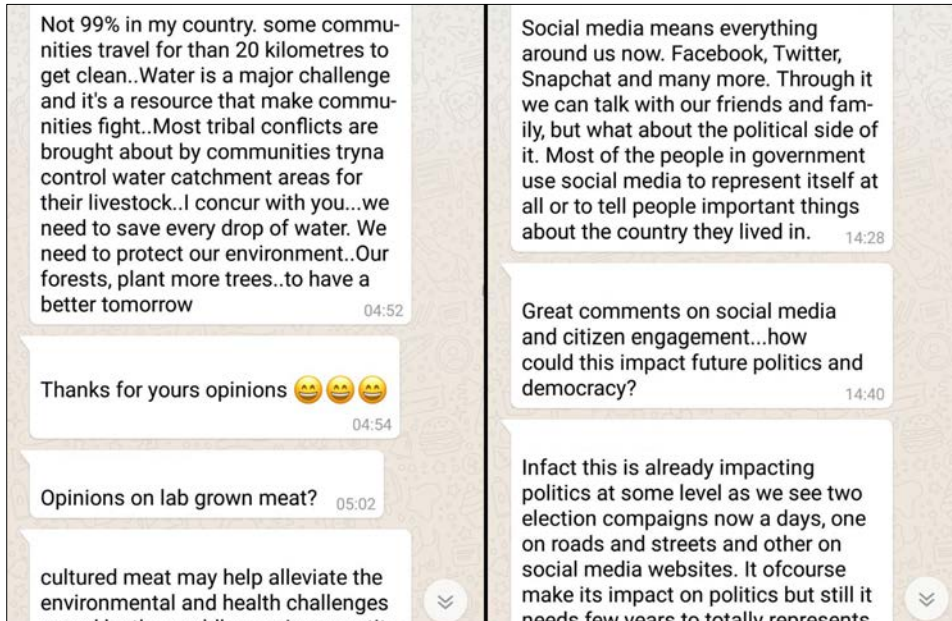 Not 99% in my country. some commu-
nities travel for than 20 kilometres to
get clean..Water is a major challenge
and it's a resource that make commu-
nities fight..Most tribal conflicts are
brought about by communities tryna
control water catchment areas for
their livestock..I concur with you...we
need to save every drop of water. We
need to protect our environment..Our
forests, plant more trees..to have a
better tomorrow
04:52
Thanks for yours opinions 😄😄😄
04:54
Opinions on lab grown meat? 05:02
cultured meat may help alleviate the
environmental and health challenges
Social media means everything
around us now. Facebook, Twitter,
Snapchat and many more. Through it
we can talk with our friends and fam-
ily, but what about the political side of
it. Most of the people in government
use social media to represent itself at
all or to tell people important things
about the country they lived in. 14:28
Great comments on social media
and citizen engagement...how
could this impact future politics and
democracy? 14:40
Infact this is already impacting
politics at some level as we see two
election compaigns now a days, one
on roads and streets and other on
social media websites. It ofcourse
make its impact on politics but still it
needs few years to totally represents